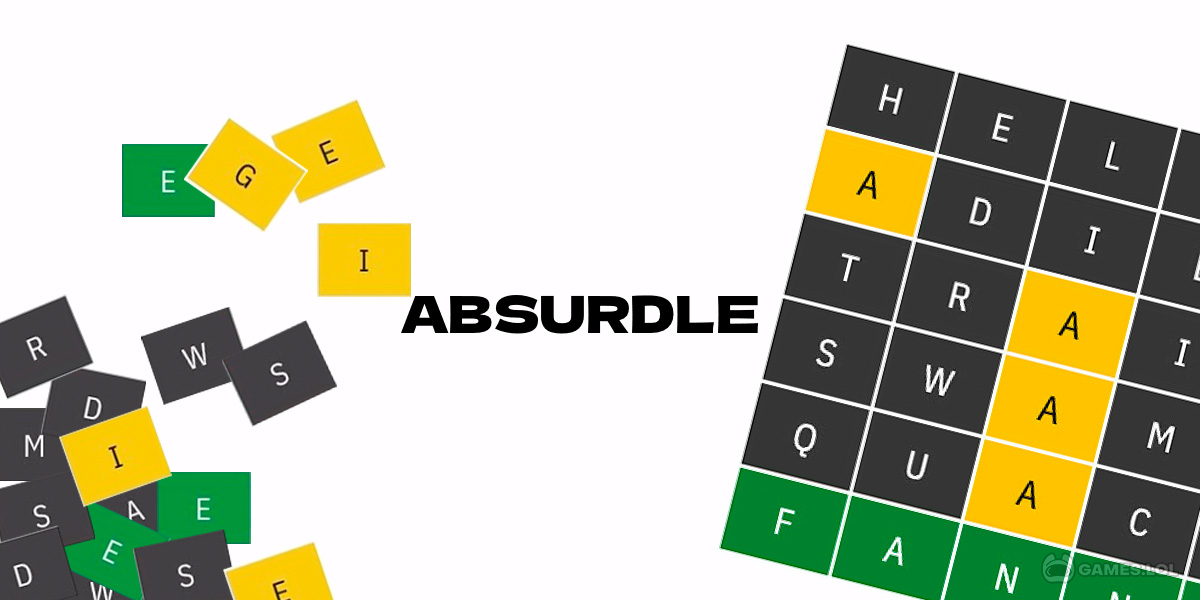 E G E
I
R W S
D
M I
S A E
E
D W S E
ABSURDLE
H E L
A D I
T R A I
S W A M
Q U A C
F A N N
GAMES.LOL